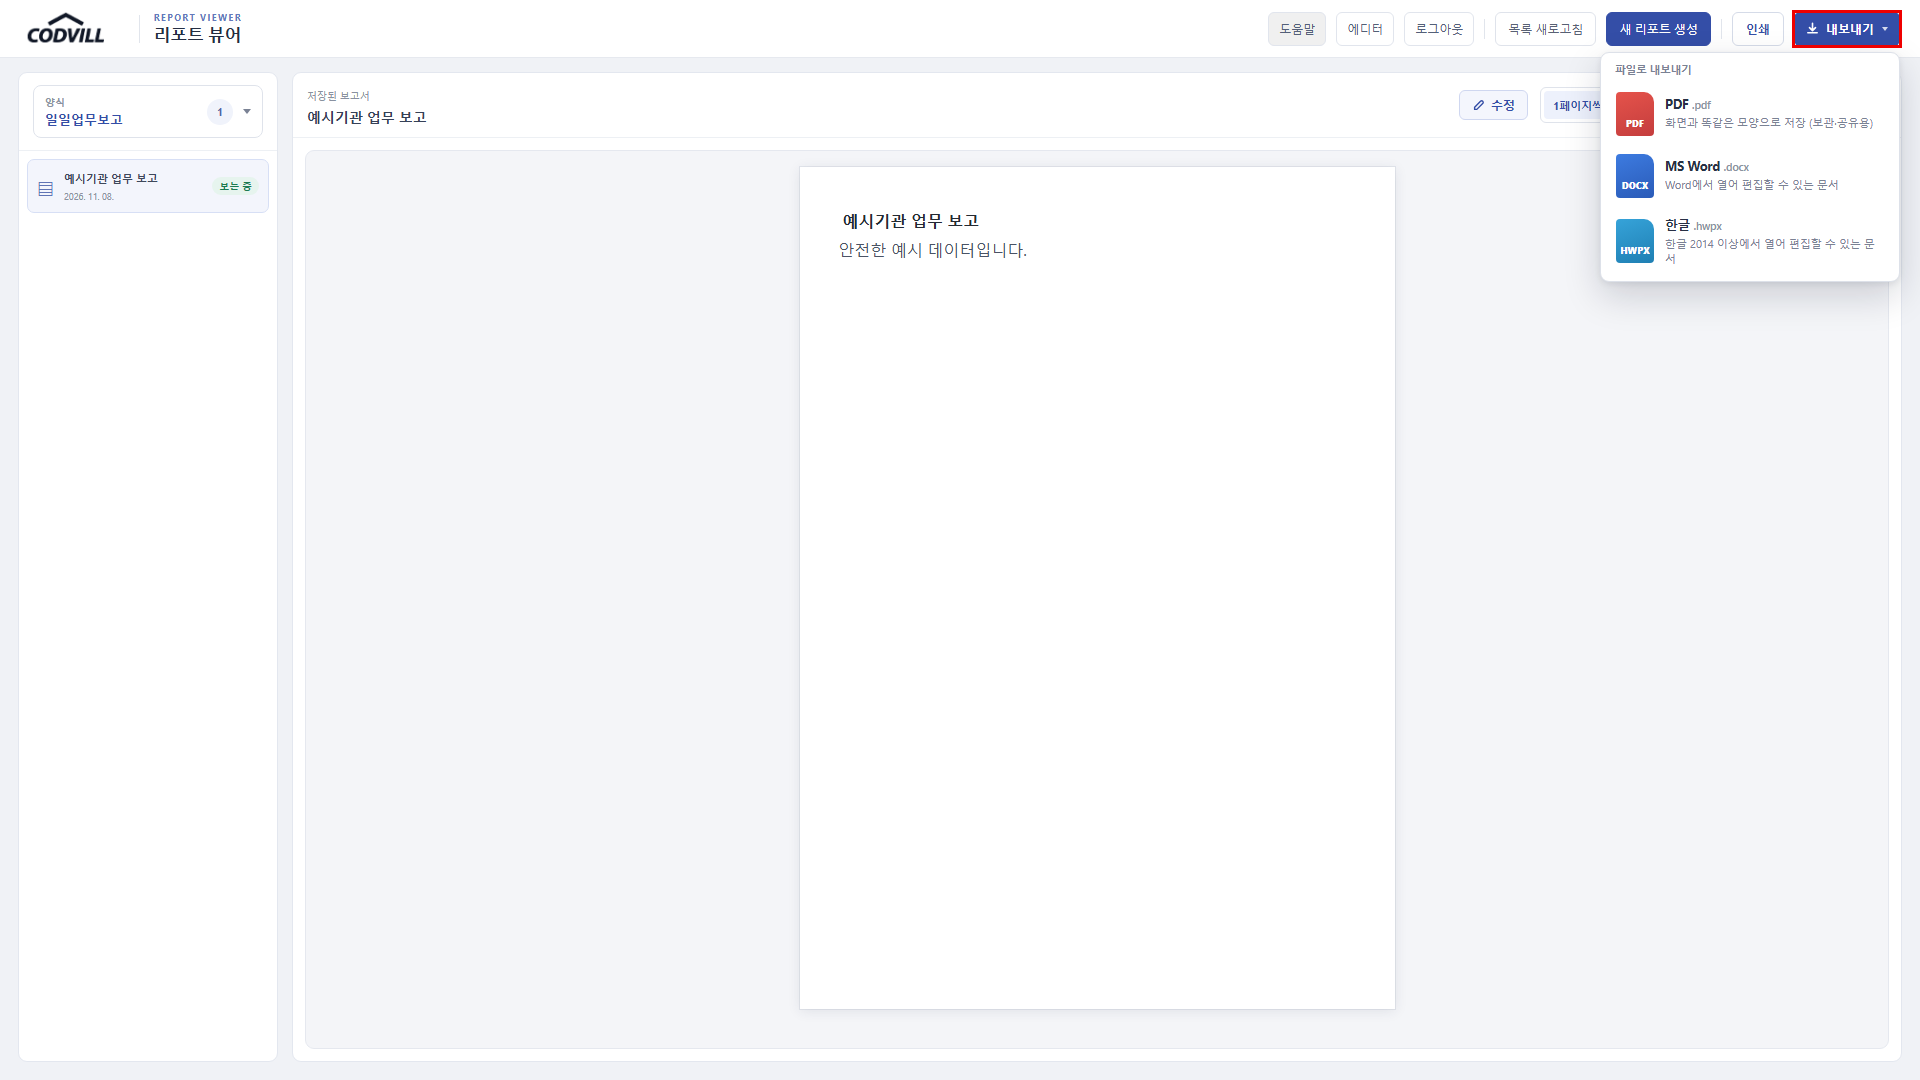 CODVILL
REPORT VIEWER
리포트 뷰어
도움말
에디터
로그아웃
목록 새로고침
새 리포트 생성
인쇄
내보내기
양식
일일업무보고
1
예시기관 업무 보고
2026. 11. 08.
보는 중
저장된 보고서
예시기관 업무 보고
수정
1페이지씩
파일로 내보내기
PDF
PDF .pdf
화면과 똑같은 모양으로 저장 (보관·공유용)
DOCX
MS Word .docx
Word에서 열어 편집할 수 있는 문서
HWPX
한글 .hwpx
한글 2014 이상에서 열어 편집할 수 있는 문
서
예시기관 업무 보고
안전한 예시 데이터입니다.